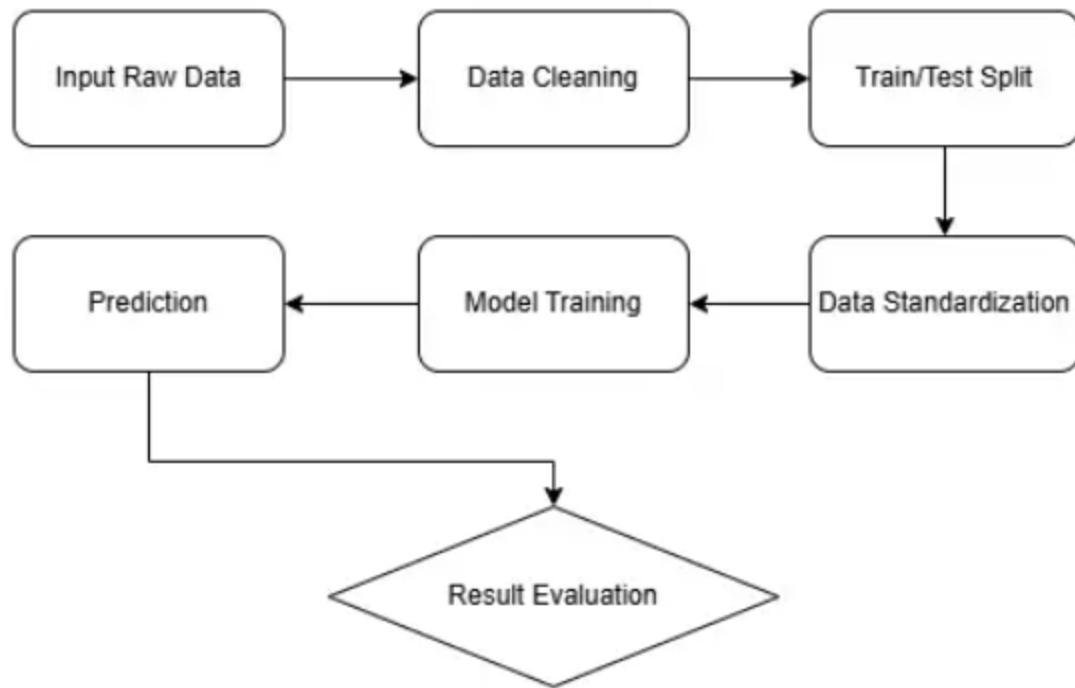 Input Raw Data
Data Cleaning
Train/Test Split
Data Standardization
Model Training
Prediction
Result Evaluation